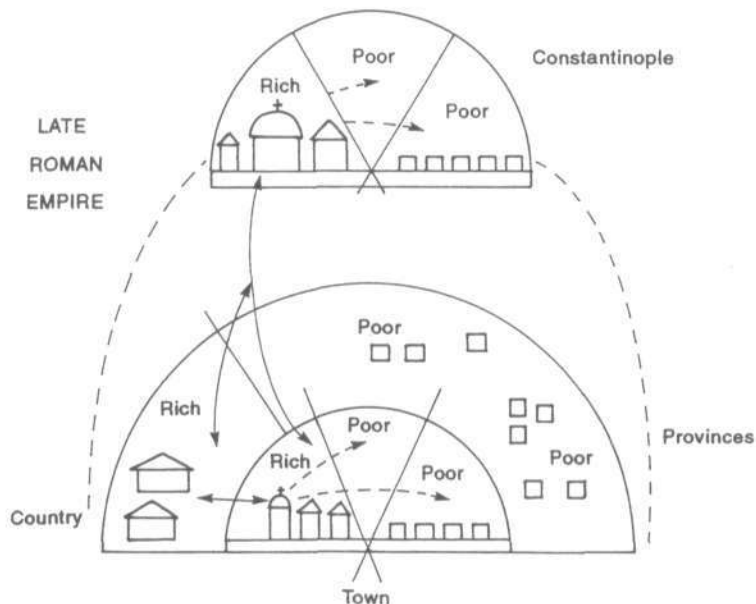 Poor
Constantinople
Rich
Poor
LATE
ROMAN
EMPIRE
Poor
Rich
Poor
Provinces
Rich
Poor
Poor
Country
Town